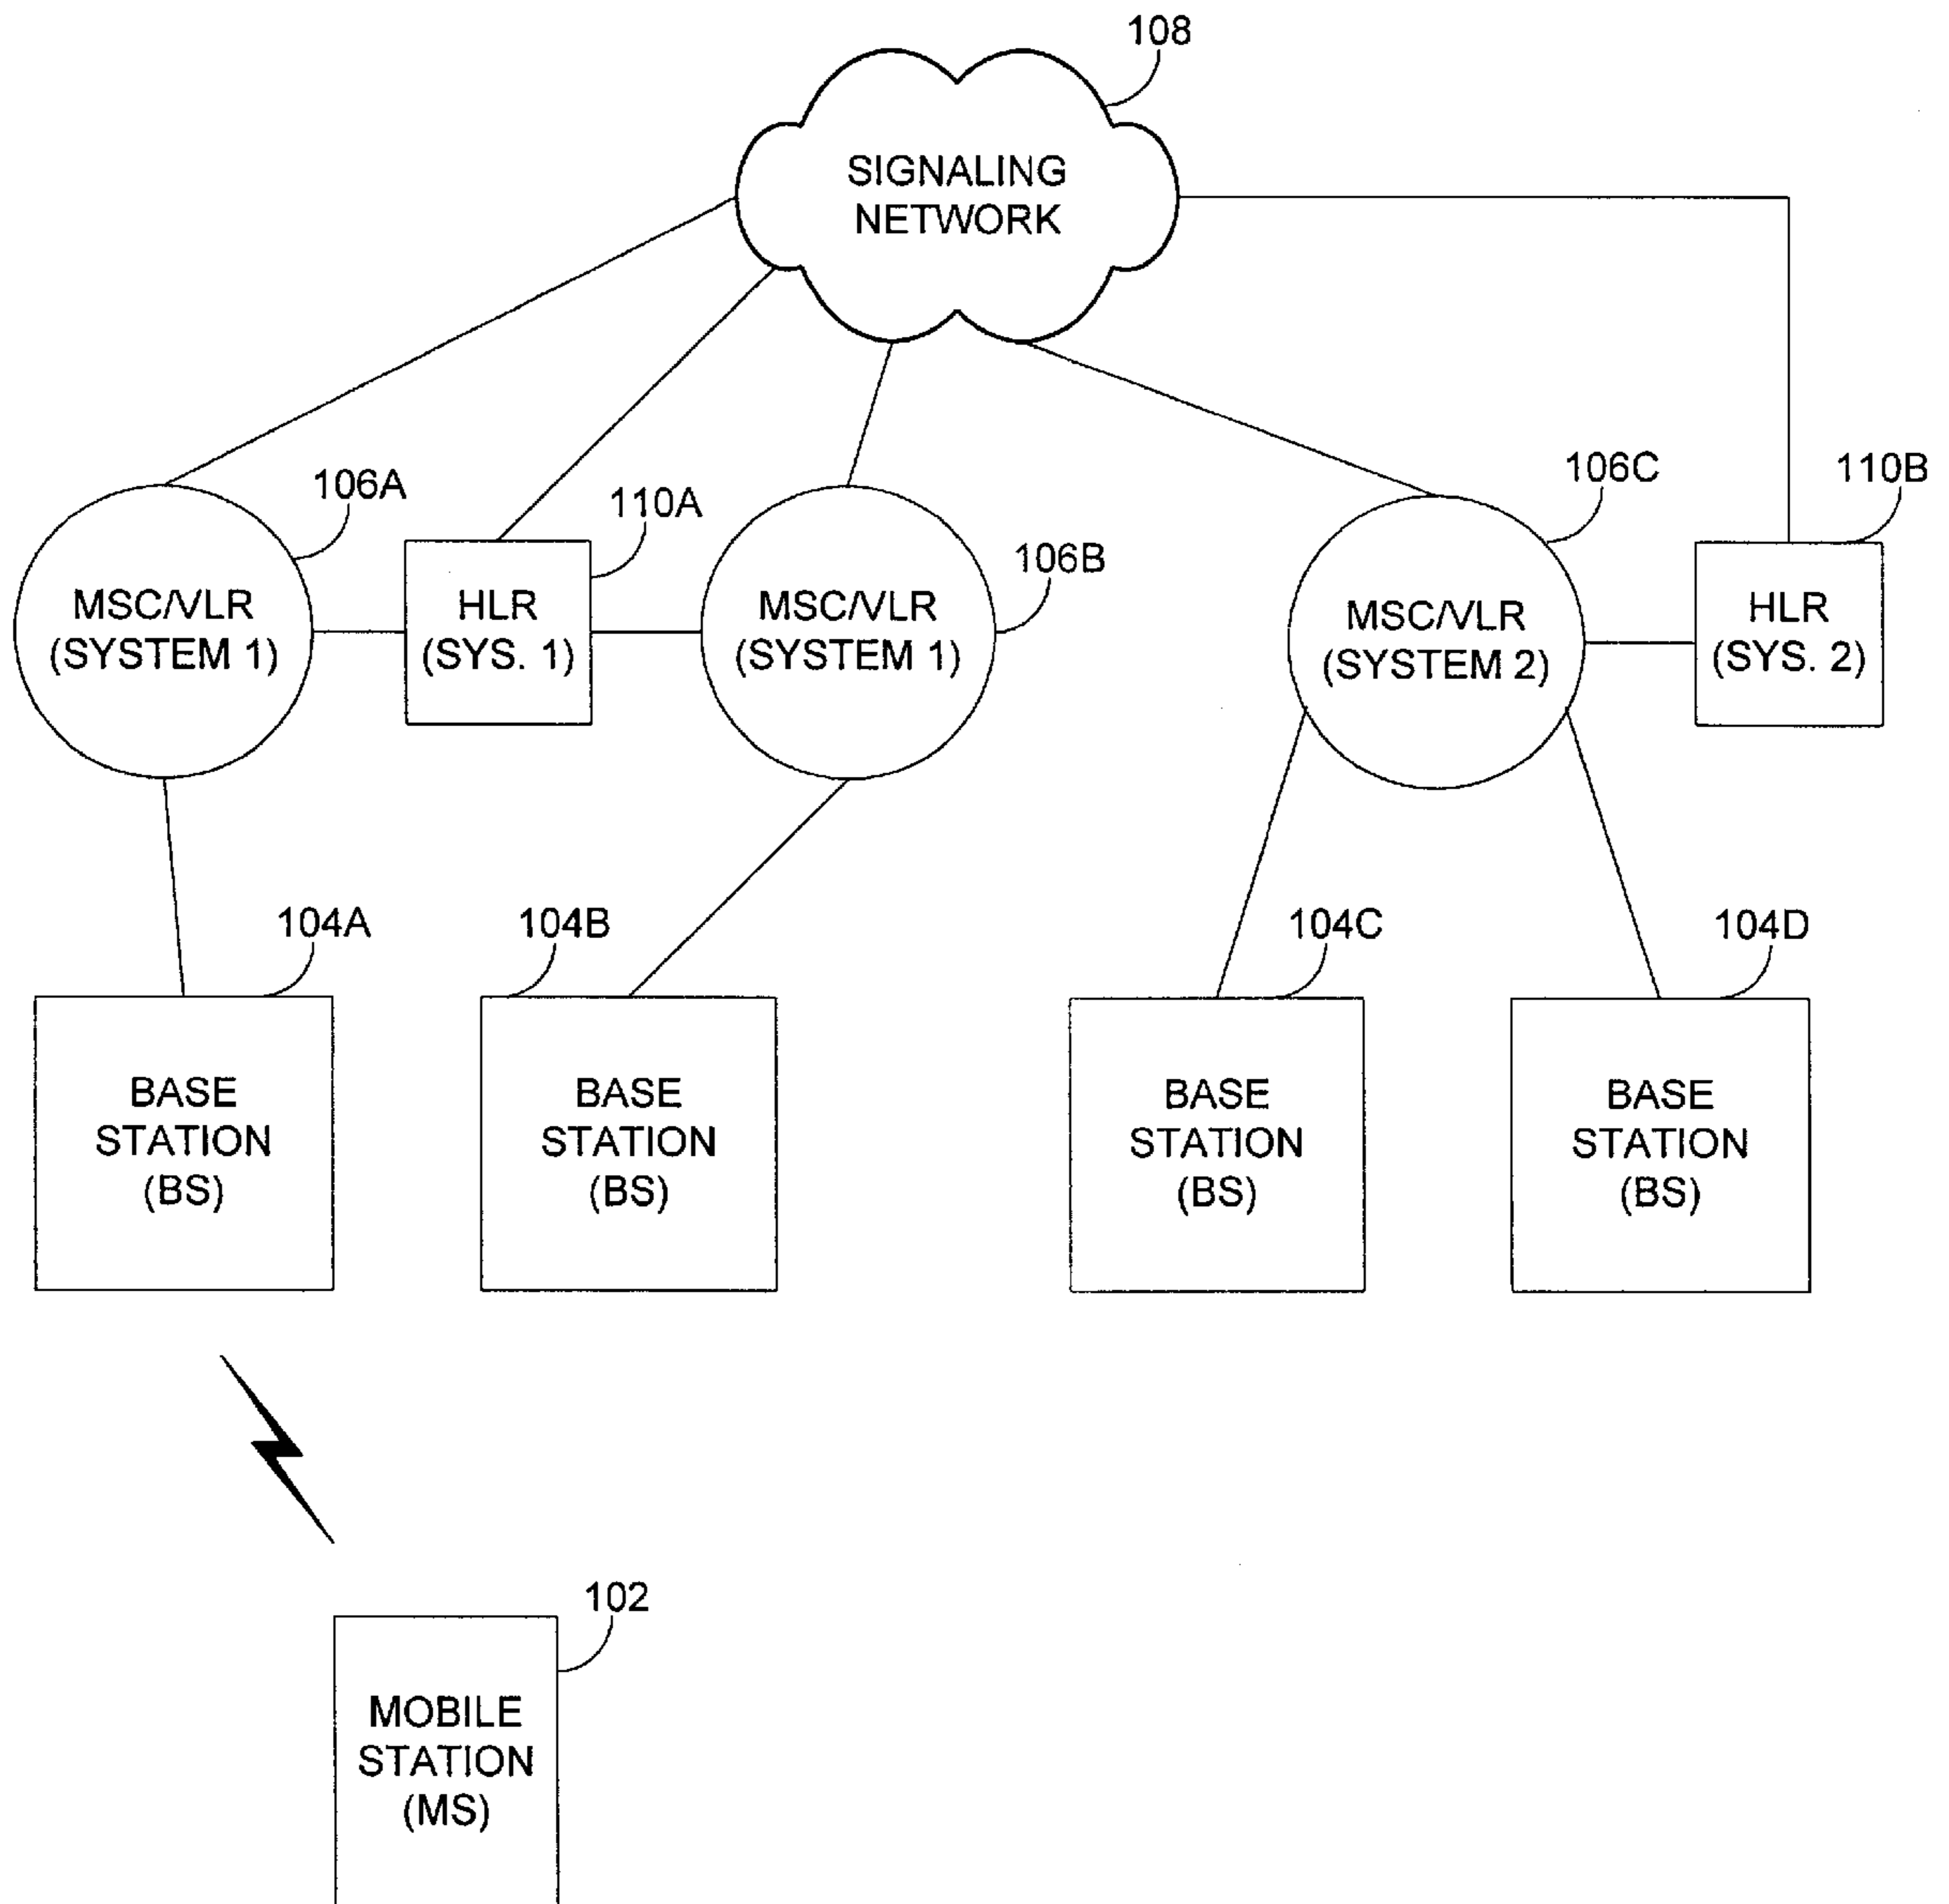 108
SIGNALING
NETWORK
106A
110A
106B
106C
110B
MSC/VLR
(SYSTEM 1)
HLR
(SYS. 1)
MSC/VLR
(SYSTEM 1)
MSC/VLR
(SYSTEM 2)
HLR
(SYS. 2)
104A
104B
104C
104D
BASE
STATION
(BS)
BASE
STATION
(BS)
BASE
STATION
(BS)
BASE
STATION
(BS)
102
MOBILE
STATION
(MS)